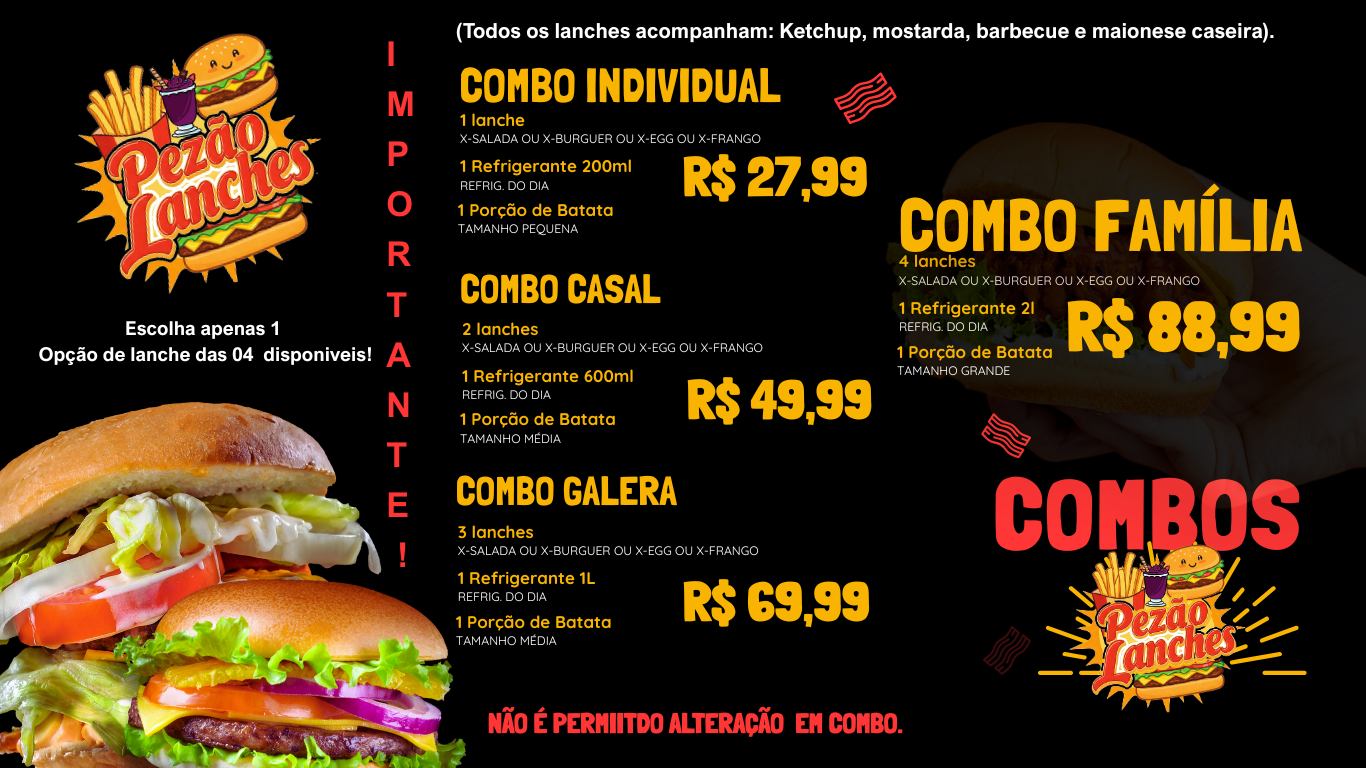 Pezão
Lanches
Escolha apenas 1
Opção de lanche das 04 disponiveis!
IMPORTANTE!
(Todos os lanches acompanham: Ketchup, mostarda, barbecue e maionese caseira).
COMBO INDIVIDUAL
1 lanche
X-SALADA OU X-BURGUER OU X-EGG OU X-FRANGO
1 Refrigerante 200ml
REFRIG. DO DIA
R$ 27,99
1 Porção de Batata
TAMANHO PEQUENA
COMBO CASAL
2 lanches
X-SALADA OU X-BURGUER OU X-EGG OU X-FRANGO
1 Refrigerante 600ml
REFRIG. DO DIA
R$ 49,99
1 Porção de Batata
TAMANHO MÉDIA
COMBO GALERA
3 lanches
X-SALADA OU X-BURGUER OU X-EGG OU X-FRANGO
1 Refrigerante 1L
REFRIG. DO DIA
R$ 69,99
1 Porção de Batata
TAMANHO MÉDIA
COMBO FAMÍLIA
4 lanches
X-SALADA OU X-BURGUER OU X-EGG OU X-FRANGO
1 Refrigerante 2l
REFRIG. DO DIA
R$ 88,99
1 Porção de Batata
TAMANHO GRANDE
COMBOS
Pezão
Lanches
NÃO É PERMIITDO ALTERAÇÃO EM COMBO.